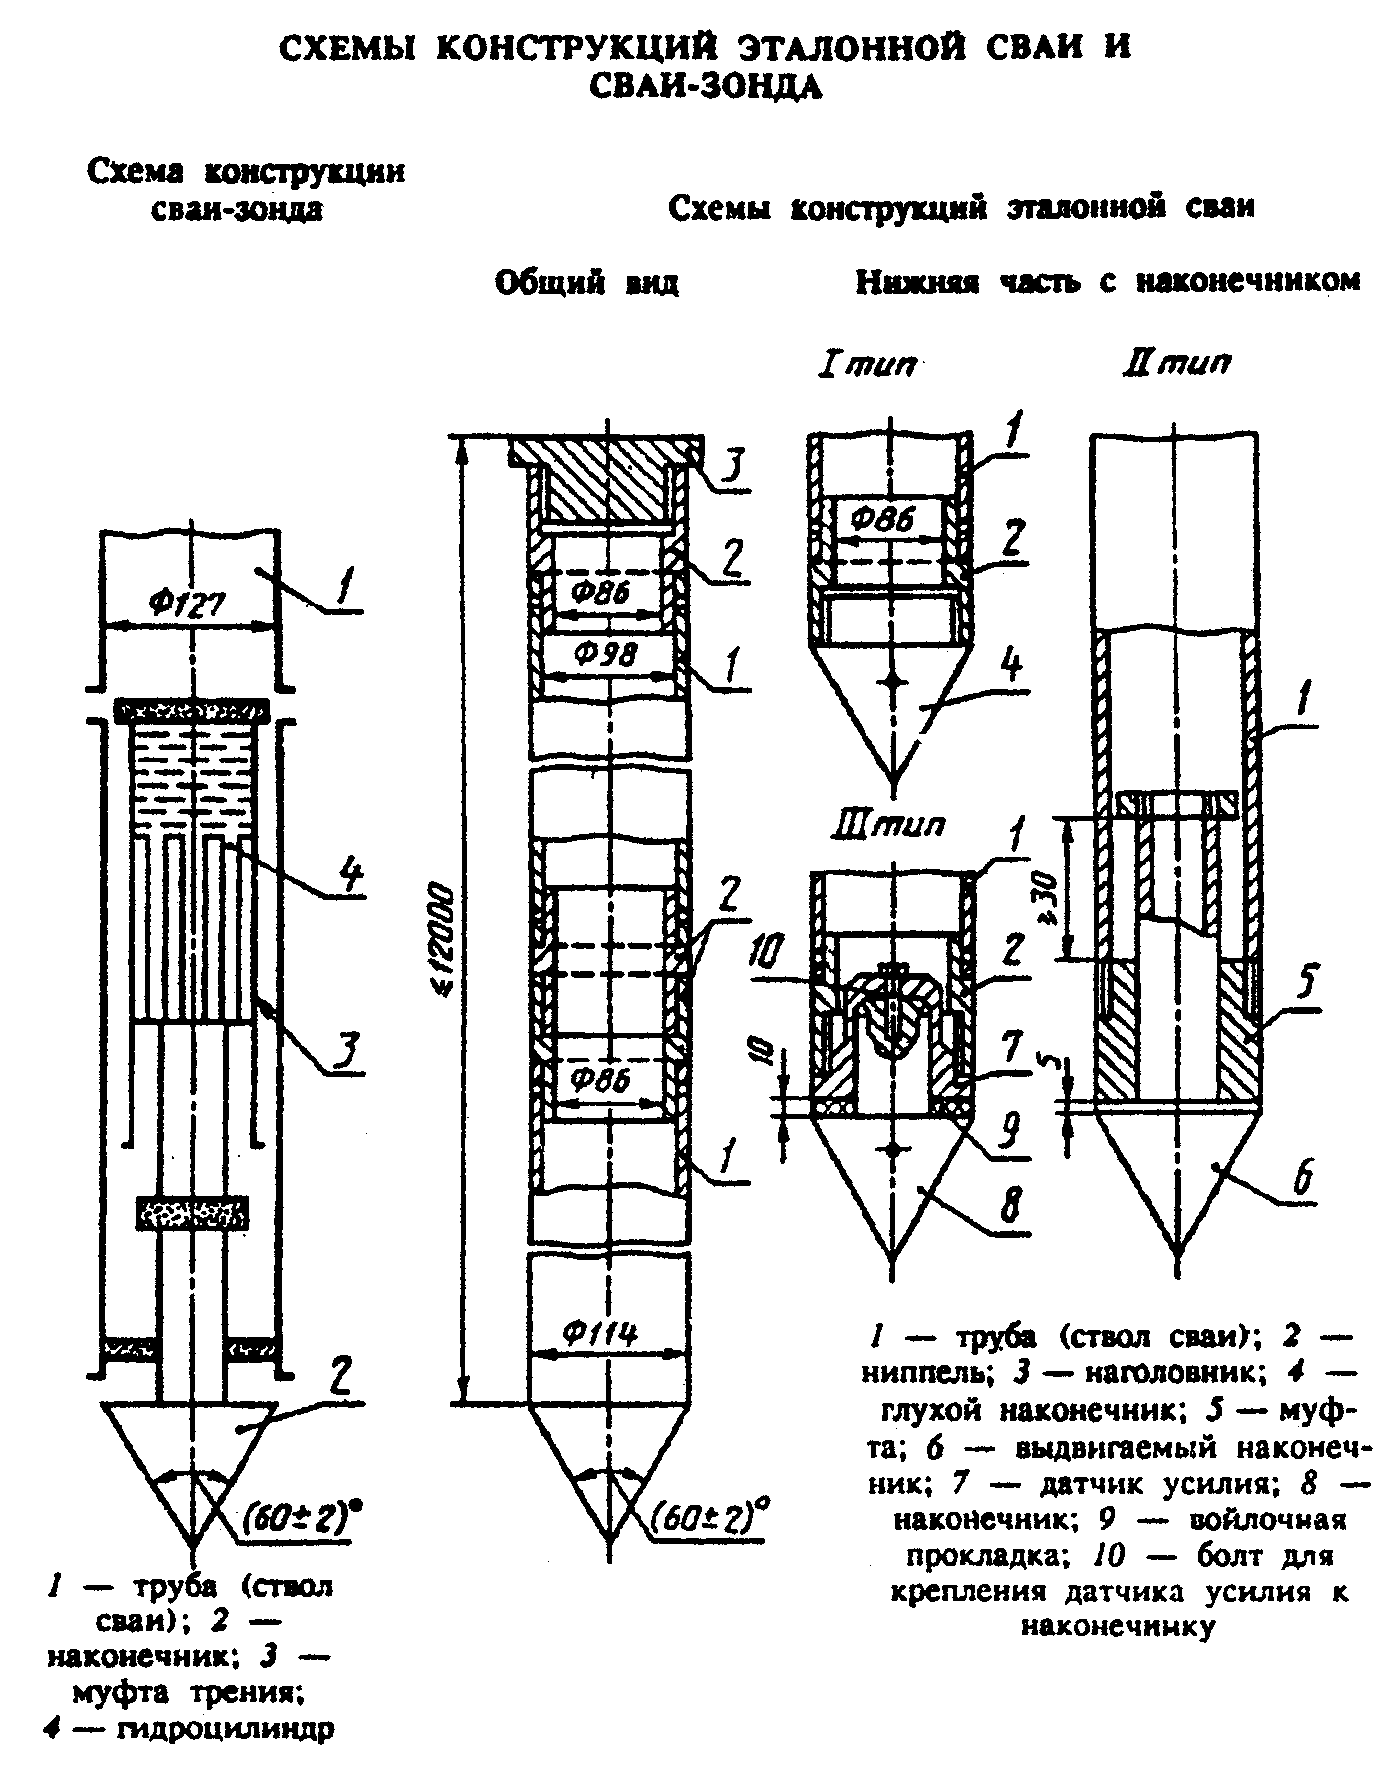 СХЕМЫ КОНСТРУКЦИЙ ЭТАЛОННОЙ СВАИ И
СВАИ-ЗОНДА
Схема конструкции
сваи-зонда
Схемы конструкций эталонной сваи
Общий вид
Нижняя часть с наконечником
I тип
II тип
III тип
Ф127
1
4
3
2
(60±2)°
1 — труба (ствол
сваи); 2 —
наконечник; 3 —
муфта трения;
4 — гидроцилиндр
3
2
Ф86
Ф98
1
≤12000
2
Ф86
1
Ф114
(60±2)°
1
Ф86
2
4
1
10
2
10
7
9
8
1
≥30
5
5
6
1 — труба (ствол сваи); 2 —
ниппель; 3 — наголовник; 4 —
глухой наконечник; 5 — муф-
та; 6 — выдвигаемый наконеч-
ник; 7 — датчик усилия; 8 —
наконечник; 9 — войлочная
прокладка; 10 — болт для
крепления датчика усилия к
наконечнику